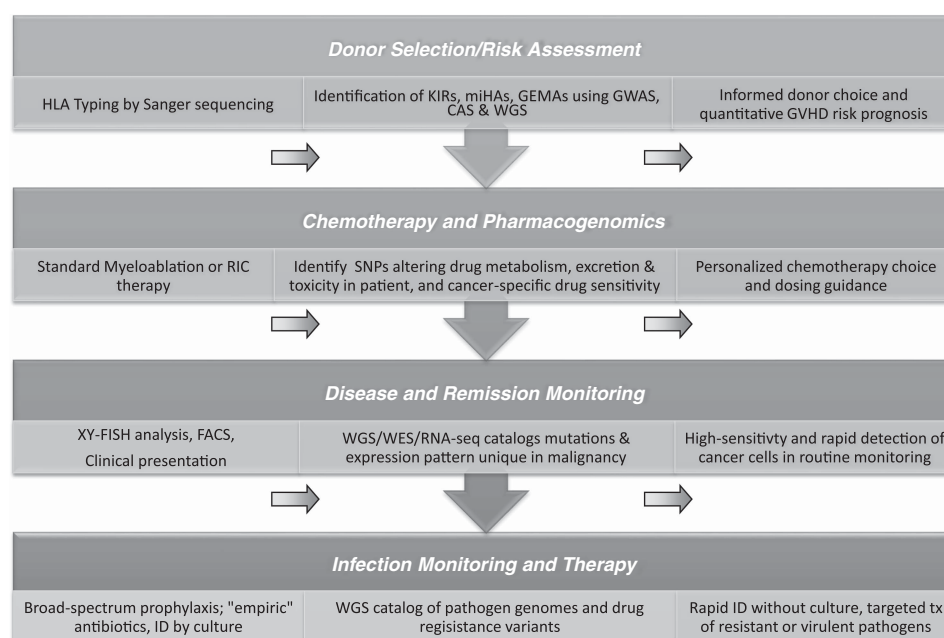 Donor Selection/Risk Assessment
HLA Typing by Sanger sequencing
Identification of KIRs, miHAs, GEMAs using GWAS,
CAS & WGS
Informed donor choice and
quantitative GVHD risk prognosis
Chemotherapy and Pharmacogenomics
Standard Myeloablation or RIC
therapy
Identify SNPs altering drug metabolism, excretion &
toxicity in patient, and cancer-specific drug sensitivity
Personalized chemotherapy choice
and dosing guidance
Disease and Remission Monitoring
XY-FISH analysis, FACS,
Clinical presentation
WGS/WES/RNA-seq catalogs mutations &
expression pattern unique in malignancy
High-sensitivty and rapid detection of
cancer cells in routine monitoring
Infection Monitoring and Therapy
Broad-spectrum prophylaxis; "empiric"
antibiotics, ID by culture
WGS catalog of pathogen genomes and drug
regisistance variants
Rapid ID without culture, targeted tx
of resistant or virulent pathogens